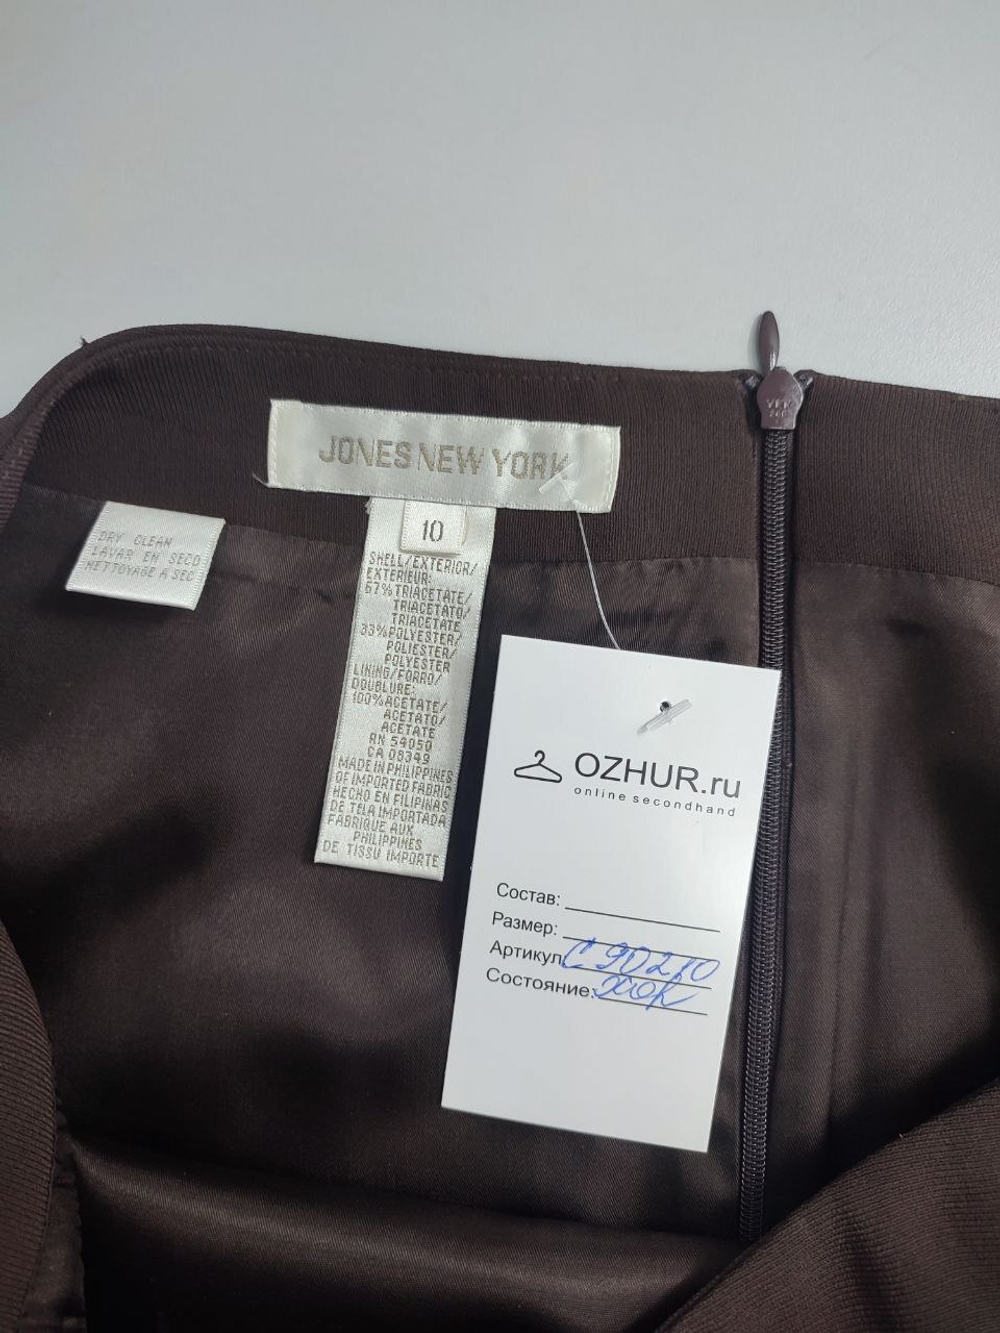 JONES NEW YORK
10
DRY CLEAN
LAVAR EN SECO
NETTOYAGE A SEC
SHELL/EXTERIOR/
EXTERIEUR:
67% TRIACETATE/
TRIACETATO/
TRIACETATE
33% POLYESTER/
POLIESTER/
POLYESTER
LINING/FORRO/
DOUBLURE:
100% ACETATE/
ACETATO/
ACETATE
RN 54050
CA 08349
MADE IN PHILIPPINES
OF IMPORTED FABRIC
HECHO EN FILIPINAS
DE TELA IMPORTADA
FABRIQUE AUX
PHILIPPINES
DE TISSU IMPORTE
OZHUR.ru
online secondhand
Состав:
Размер:
Артикул: С 90210
Состояние: хор
YKK